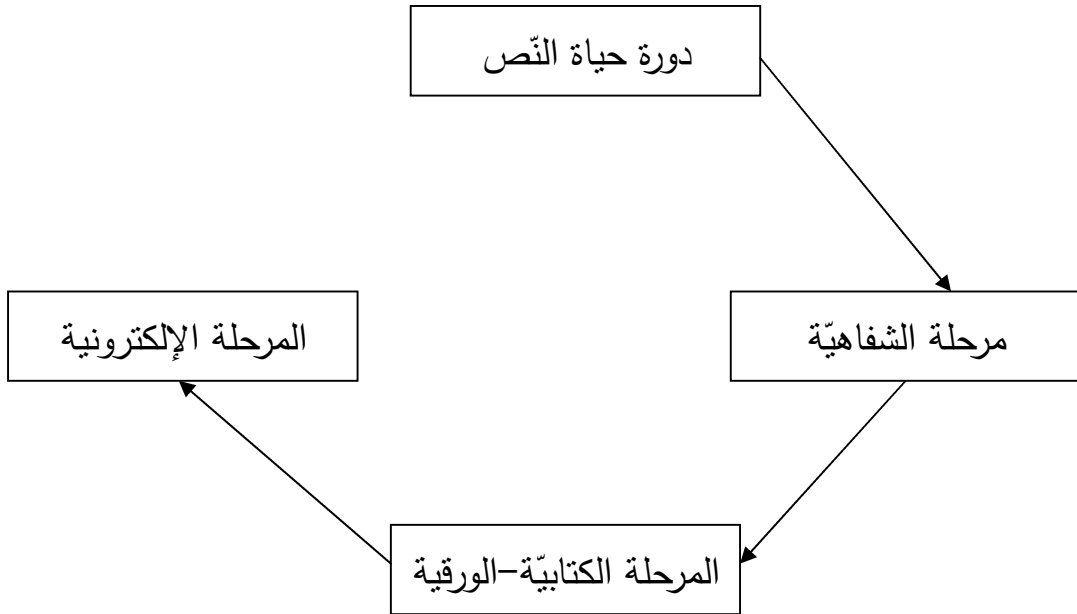 دورة حياة النّص
مرحلة الشفاهيّة
المرحلة الكتابيّة-الورقية
المرحلة الإلكترونية